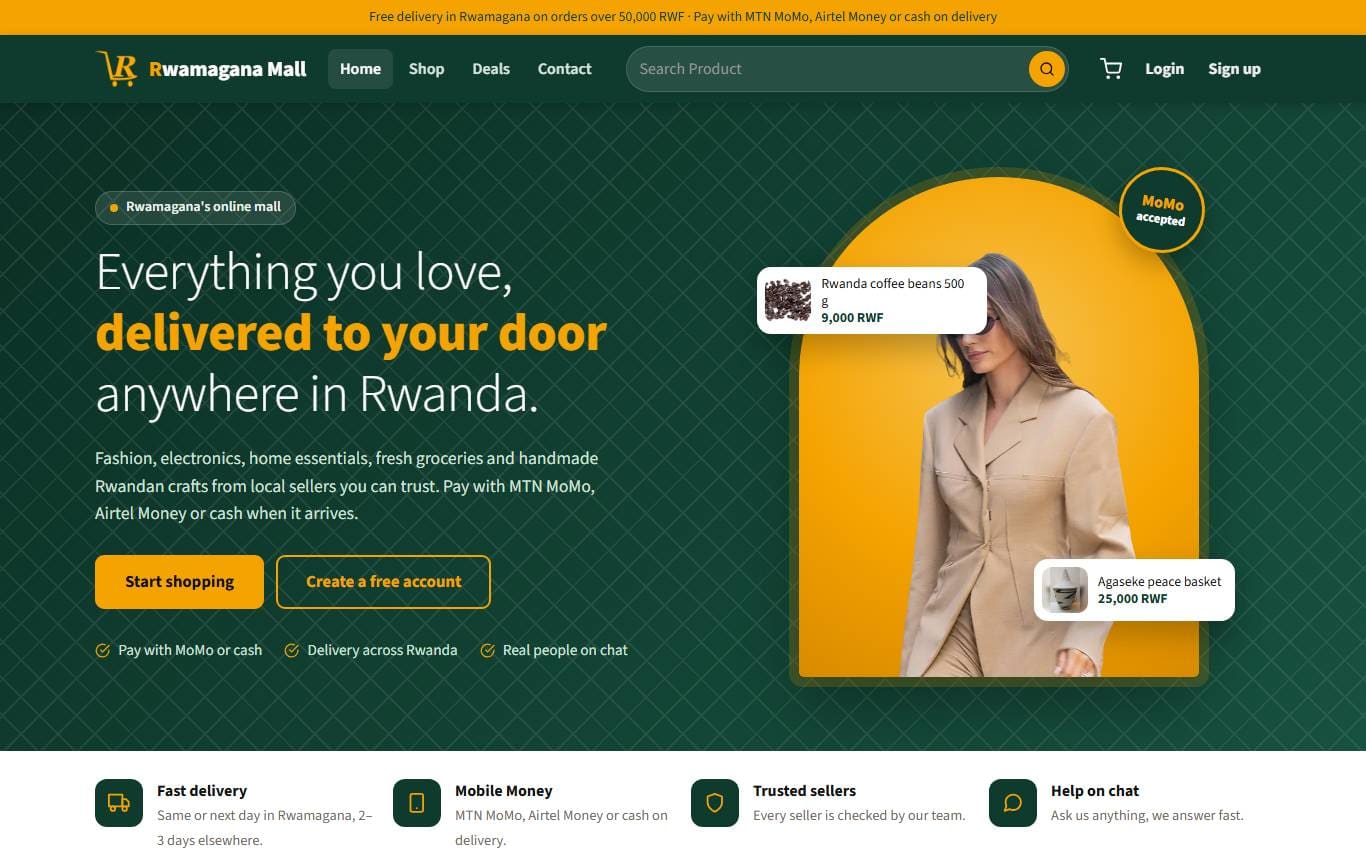 Free delivery in Rwamagana on orders over 50,000 RWF · Pay with MTN MoMo, Airtel Money or cash on delivery
R
Rwamagana Mall
Home
Shop
Deals
Contact
Search Product
Login
Sign up
Rwamagana's online mall
Everything you love,
delivered to your door
anywhere in Rwanda.
Fashion, electronics, home essentials, fresh groceries and handmade
Rwandan crafts from local sellers you can trust. Pay with MTN MoMo,
Airtel Money or cash when it arrives.
Start shopping
Create a free account
Pay with MoMo or cash
Delivery across Rwanda
Real people on chat
MoMo
accepted
Rwanda coffee beans 500
g
9,000 RWF
Agaseke peace basket
25,000 RWF
Fast delivery
Same or next day in Rwamagana, 2–
3 days elsewhere.
Mobile Money
MTN MoMo, Airtel Money or cash on
delivery.
Trusted sellers
Every seller is checked by our team.
Help on chat
Ask us anything, we answer fast.